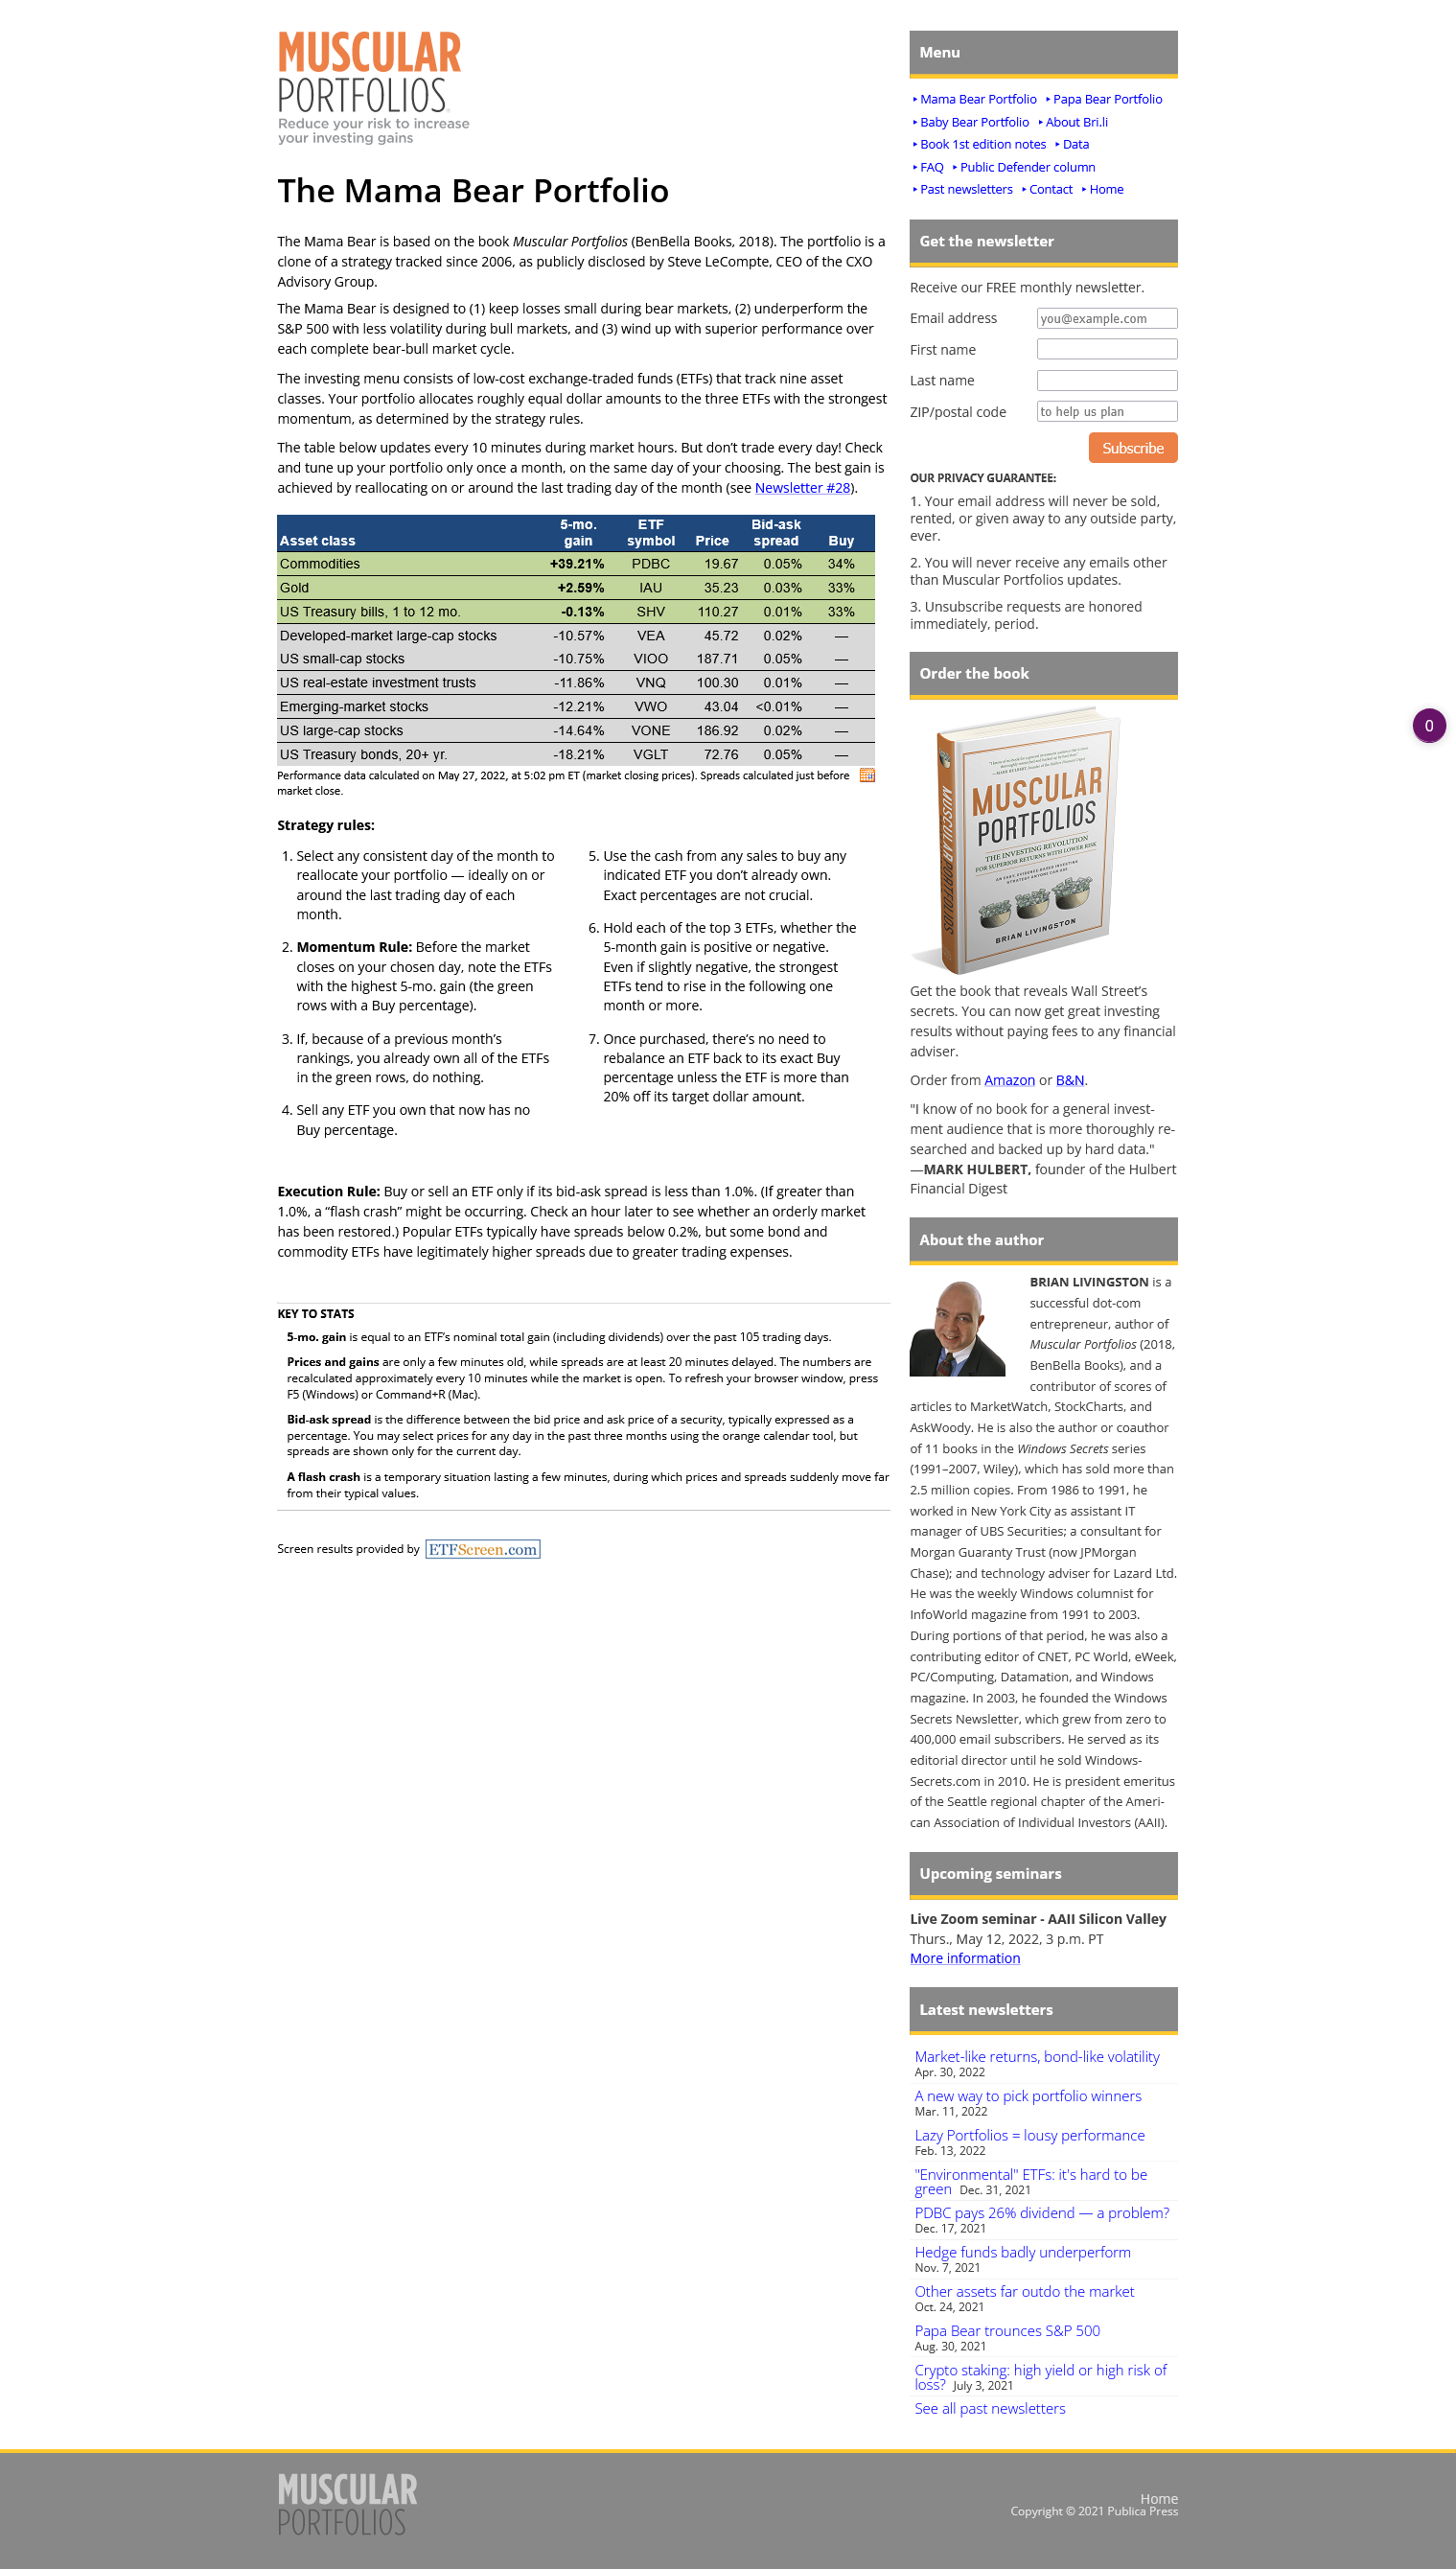 MUSCULAR
PORTFOLIOS
Reduce your risk to increase
your investing gains
The Mama Bear Portfolio
The Mama Bear is based on the book Muscular Portfolios (BenBella Books, 2018). The portfolio is a
clone of a strategy tracked since 2006, as publicly disclosed by Steve LeCompte, CEO of the CXO
Advisory Group.
The Mama Bear is designed to (1) keep losses small during bear markets, (2) underperform the
S&P 500 with less volatility during bull markets, and (3) wind up with superior performance over
each complete bear-bull market cycle.
The investing menu consists of low-cost exchange-traded funds (ETFs) that track nine asset
classes. Your portfolio allocates roughly equal dollar amounts to the three ETFs with the strongest
momentum, as determined by the strategy rules.
The table below updates every 10 minutes during market hours. But don’t trade every day! Check
and tune up your portfolio only once a month, on the same day of your choosing. The best gain is
achieved by reallocating on or around the last trading day of the month (see Newsletter #28).
Asset class 5-mo. gain ETF symbol Price Bid-ask spread Buy
Commodities +39.21% PDBC 19.67 0.05% 34%
Gold +2.59% IAU 35.23 0.03% 33%
US Treasury bills, 1 to 12 mo. -0.13% SHV 110.27 0.01% 33%
Developed-market large-cap stocks -10.57% VEA 45.72 0.02% —
US small-cap stocks -10.75% VIOO 187.71 0.05% —
US real-estate investment trusts -11.86% VNQ 100.30 0.01% —
Emerging-market stocks -12.21% VWO 43.04 <0.01% —
US large-cap stocks -14.64% VONE 186.92 0.02% —
US Treasury bonds, 20+ yr. -18.21% VGLT 72.76 0.05% —
Performance data calculated on May 27, 2022, at 5:02 pm ET (market closing prices). Spreads calculated just before
market close.
Strategy rules:
1. Select any consistent day of the month to
reallocate your portfolio — ideally on or
around the last trading day of each
month.
2. Momentum Rule: Before the market
closes on your chosen day, note the ETFs
with the highest 5-mo. gain (the green
rows with a Buy percentage).
3. If, because of a previous month’s
rankings, you already own all of the ETFs
in the green rows, do nothing.
4. Sell any ETF you own that now has no
Buy percentage.
5. Use the cash from any sales to buy any
indicated ETF you don’t already own.
Exact percentages are not crucial.
6. Hold each of the top 3 ETFs, whether the
5-month gain is positive or negative.
Even if slightly negative, the strongest
ETFs tend to rise in the following one
month or more.
7. Once purchased, there’s no need to
rebalance an ETF back to its exact Buy
percentage unless the ETF is more than
20% off its target dollar amount.
Execution Rule: Buy or sell an ETF only if its bid-ask spread is less than 1.0%. (If greater than
1.0%, a “flash crash” might be occurring. Check an hour later to see whether an orderly market
has been restored.) Popular ETFs typically have spreads below 0.2%, but some bond and
commodity ETFs have legitimately higher spreads due to greater trading expenses.
KEY TO STATS
5-mo. gain is equal to an ETF’s nominal total gain (including dividends) over the past 105 trading days.
Prices and gains are only a few minutes old, while spreads are at least 20 minutes delayed. The numbers are
recalculated approximately every 10 minutes while the market is open. To refresh your browser window, press
F5 (Windows) or Command+R (Mac).
Bid-ask spread is the difference between the bid price and ask price of a security, typically expressed as a
percentage. You may select prices for any day in the past three months using the orange calendar tool, but
spreads are shown only for the current day.
A flash crash is a temporary situation lasting a few minutes, during which prices and spreads suddenly move far
from their typical values.
Screen results provided by ETFScreen.com
Menu
Mama Bear Portfolio Papa Bear Portfolio
Baby Bear Portfolio About Bri.li
Book 1st edition notes Data
FAQ Public Defender column
Past newsletters Contact Home
Get the newsletter
Receive our FREE monthly newsletter.
Email address you@example.com
First name
Last name
ZIP/postal code to help us plan
Subscribe
OUR PRIVACY GUARANTEE:
1. Your email address will never be sold,
rented, or given away to any outside party,
ever.
2. You will never receive any emails other
than Muscular Portfolios updates.
3. Unsubscribe requests are honored
immediately, period.
Order the book
MUSCULAR PORTFOLIOS
MUSCULAR
PORTFOLIOS
THE INVESTING REVOLUTION
FOR SUPERIOR RETURNS WITH LOWER RISK
BRIAN LIVINGSTON
Get the book that reveals Wall Street’s
secrets. You can now get great investing
results without paying fees to any financial
adviser.
Order from Amazon or B&N.
"I know of no book for a general invest-
ment audience that is more thoroughly re-
searched and backed up by hard data."
—MARK HULBERT, founder of the Hulbert
Financial Digest
About the author
BRIAN LIVINGSTON is a
successful dot-com
entrepreneur, author of
Muscular Portfolios (2018,
BenBella Books), and a
contributor of scores of
articles to MarketWatch, StockCharts, and
AskWoody. He is also the author or coauthor
of 11 books in the Windows Secrets series
(1991–2007, Wiley), which has sold more than
2.5 million copies. From 1986 to 1991, he
worked in New York City as assistant IT
manager of UBS Securities; a consultant for
Morgan Guaranty Trust (now JPMorgan
Chase); and technology adviser for Lazard Ltd.
He was the weekly Windows columnist for
InfoWorld magazine from 1991 to 2003.
During portions of that period, he was also a
contributing editor of CNET, PC World, eWeek,
PC/Computing, Datamation, and Windows
magazine. In 2003, he founded the Windows
Secrets Newsletter, which grew from zero to
400,000 email subscribers. He served as its
editorial director until he sold Windows-
Secrets.com in 2010. He is president emeritus
of the Seattle regional chapter of the Ameri-
can Association of Individual Investors (AAII).
Upcoming seminars
Live Zoom seminar - AAII Silicon Valley
Thurs., May 12, 2022, 3 p.m. PT
More information
Latest newsletters
Market-like returns, bond-like volatility
Apr. 30, 2022
A new way to pick portfolio winners
Mar. 11, 2022
Lazy Portfolios = lousy performance
Feb. 13, 2022
"Environmental" ETFs: it's hard to be
green Dec. 31, 2021
PDBC pays 26% dividend — a problem?
Dec. 17, 2021
Hedge funds badly underperform
Nov. 7, 2021
Other assets far outdo the market
Oct. 24, 2021
Papa Bear trounces S&P 500
Aug. 30, 2021
Crypto staking: high yield or high risk of
loss? July 3, 2021
See all past newsletters
0
MUSCULAR
PORTFOLIOS
Home
Copyright © 2021 Publica Press